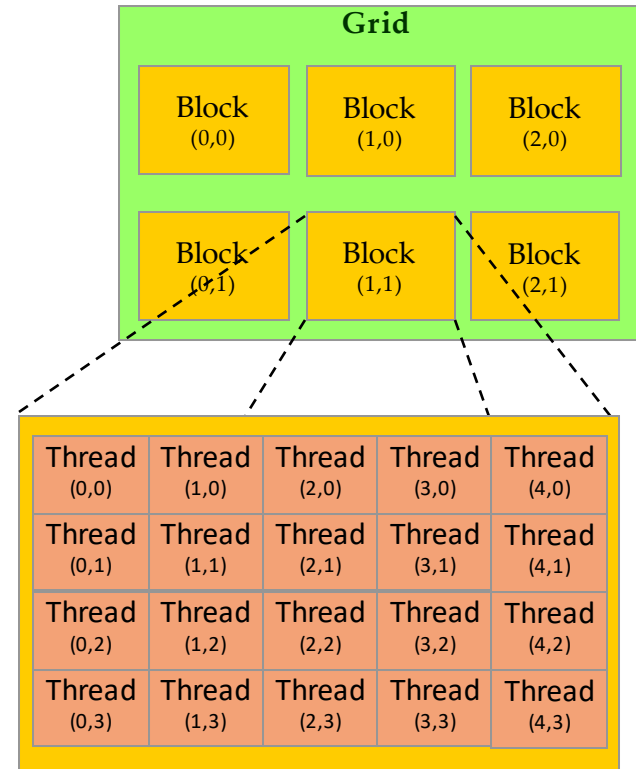 Grid
Block Block Block
(0,0) (1,0) (2,0)
Block Block Block
(0,1) (1,1) (2,1)
Thread Thread Thread Thread Thread
(0,0) (1,0) (2,0) (3,0) (4,0)
Thread Thread Thread Thread Thread
(0,1) (1,1) (2,1) (3,1) (4,1)
Thread Thread Thread Thread Thread
(0,2) (1,2) (2,2) (3,2) (4,2)
Thread Thread Thread Thread Thread
(0,3) (1,3) (2,3) (3,3) (4,3)